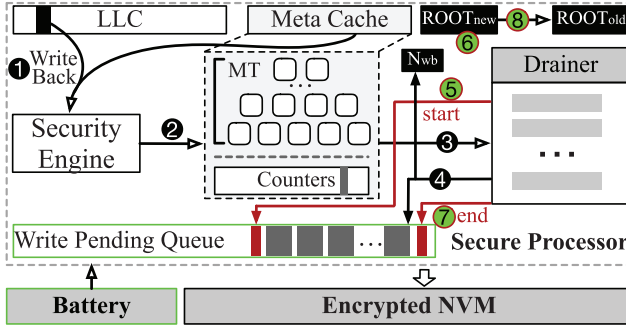 LLC
Meta Cache
ROOTnew
8
ROOTold
6
1 Write
Back
MT
...
Nwb
Drainer
5
start
Security
Engine
2
3
...
4
Counters
7 end
Write Pending Queue
...
Secure Processor
Battery
Encrypted NVM